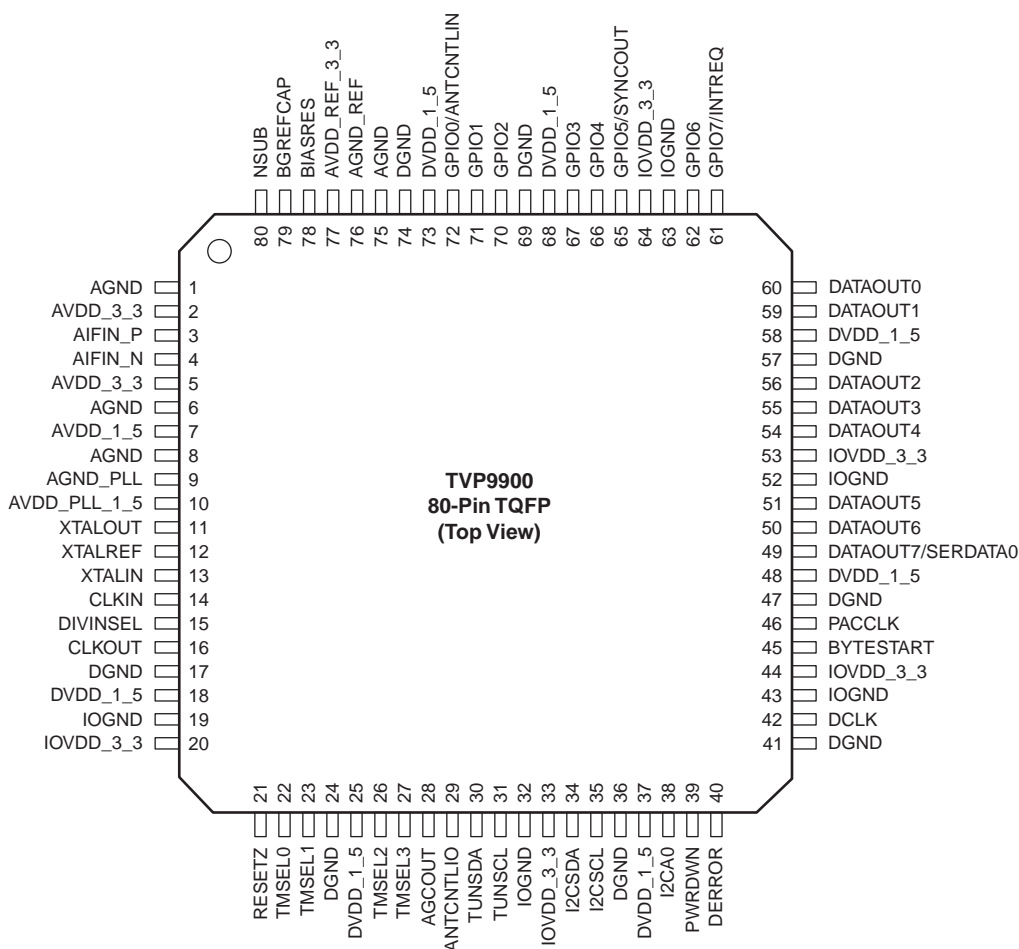 NSUB
BGREFCAP
BIASRES
AVDD_REF_3_3
AGND_REF
AGND
DGND
DVDD_1_5
GPIO0/ANTCNTLIN
GPIO1
GPIO2
DGND
DVDD_1_5
GPIO3
GPIO4
GPIO5/SYNCOUT
IOVDD_3_3
IOGND
GPIO6
GPIO7/INTREQ
80 79 78 77 76 75 74 73 72 71 70 69 68 67 66 65 64 63 62 61
AGND 1
AVDD_3_3 2
AIFIN_P 3
AIFIN_N 4
AVDD_3_3 5
AGND 6
AVDD_1_5 7
AGND 8
AGND_PLL 9
AVDD_PLL_1_5 10
XTALOUT 11
XTALREF 12
XTALIN 13
CLKIN 14
DIVINSEL 15
CLKOUT 16
DGND 17
DVDD_1_5 18
IOGND 19
IOVDD_3_3 20
TVP9900
80-Pin TQFP
(Top View)
60 DATAOUT0
59 DATAOUT1
58 DVDD_1_5
57 DGND
56 DATAOUT2
55 DATAOUT3
54 DATAOUT4
53 IOVDD_3_3
52 IOGND
51 DATAOUT5
50 DATAOUT6
49 DATAOUT7/SERDATA0
48 DVDD_1_5
47 DGND
46 PACCLK
45 BYTESTART
44 IOVDD_3_3
43 IOGND
42 DCLK
41 DGND
21 22 23 24 25 26 27 28 29 30 31 32 33 34 35 36 37 38 39 40
RESETZ
TMSEL0
TMSEL1
DGND
DVDD_1_5
TMSEL2
TMSEL3
AGCOUT
ANTCNTLIO
TUNSDA
TUNSCL
IOGND
IOVDD_3_3
I2CSDA
I2CSCL
DGND
DVDD_1_5
I2CA0
PWRDWN
DERROR